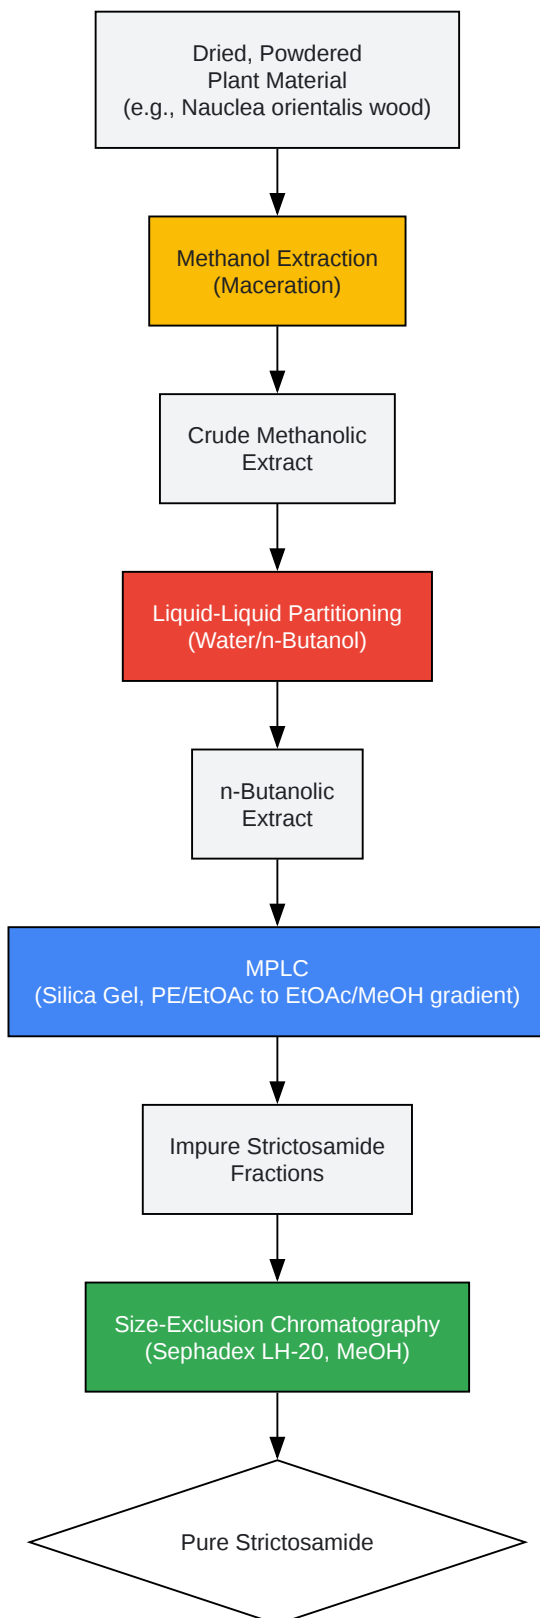 Dried, Powdered
Plant Material
(e.g., Nauclea orientalis wood)
Methanol Extraction
(Maceration)
Crude Methanolic
Extract
Liquid-Liquid Partitioning
(Water/n-Butanol)
n-Butanolic
Extract
MPLC
(Silica Gel, PE/EtOAc to EtOAc/MeOH gradient)
Impure Strictosamide
Fractions
Size-Exclusion Chromatography
(Sephadex LH-20, MeOH)
Pure Strictosamide